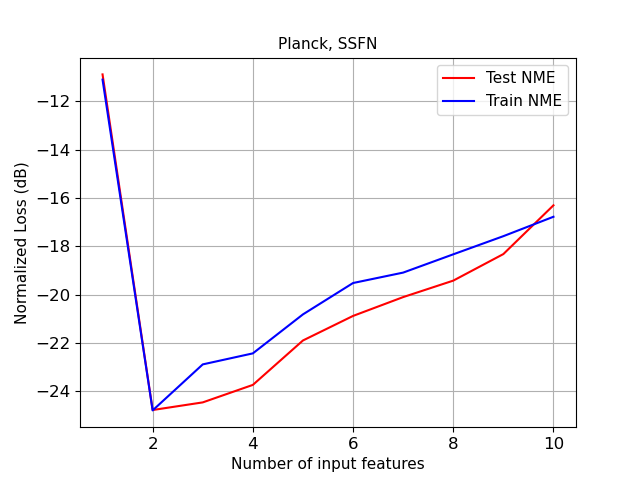 Planck, SSFN
Test NME
Train NME
−12
−14
−16
−18
−20
−22
−24
Normalized Loss (dB)
2 4 6 8 10
Number of input features